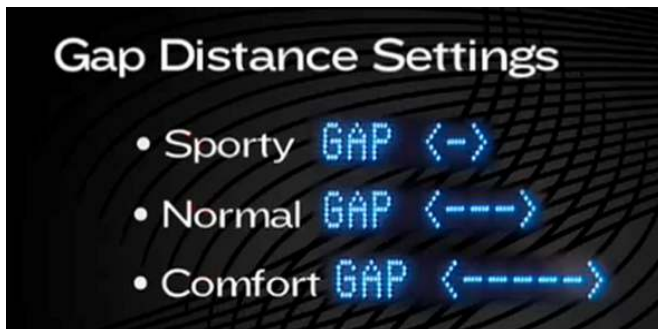 Gap Distance Settings
• Sporty GAP <->
• Normal GAP <--->
• Comfort GAP <----->